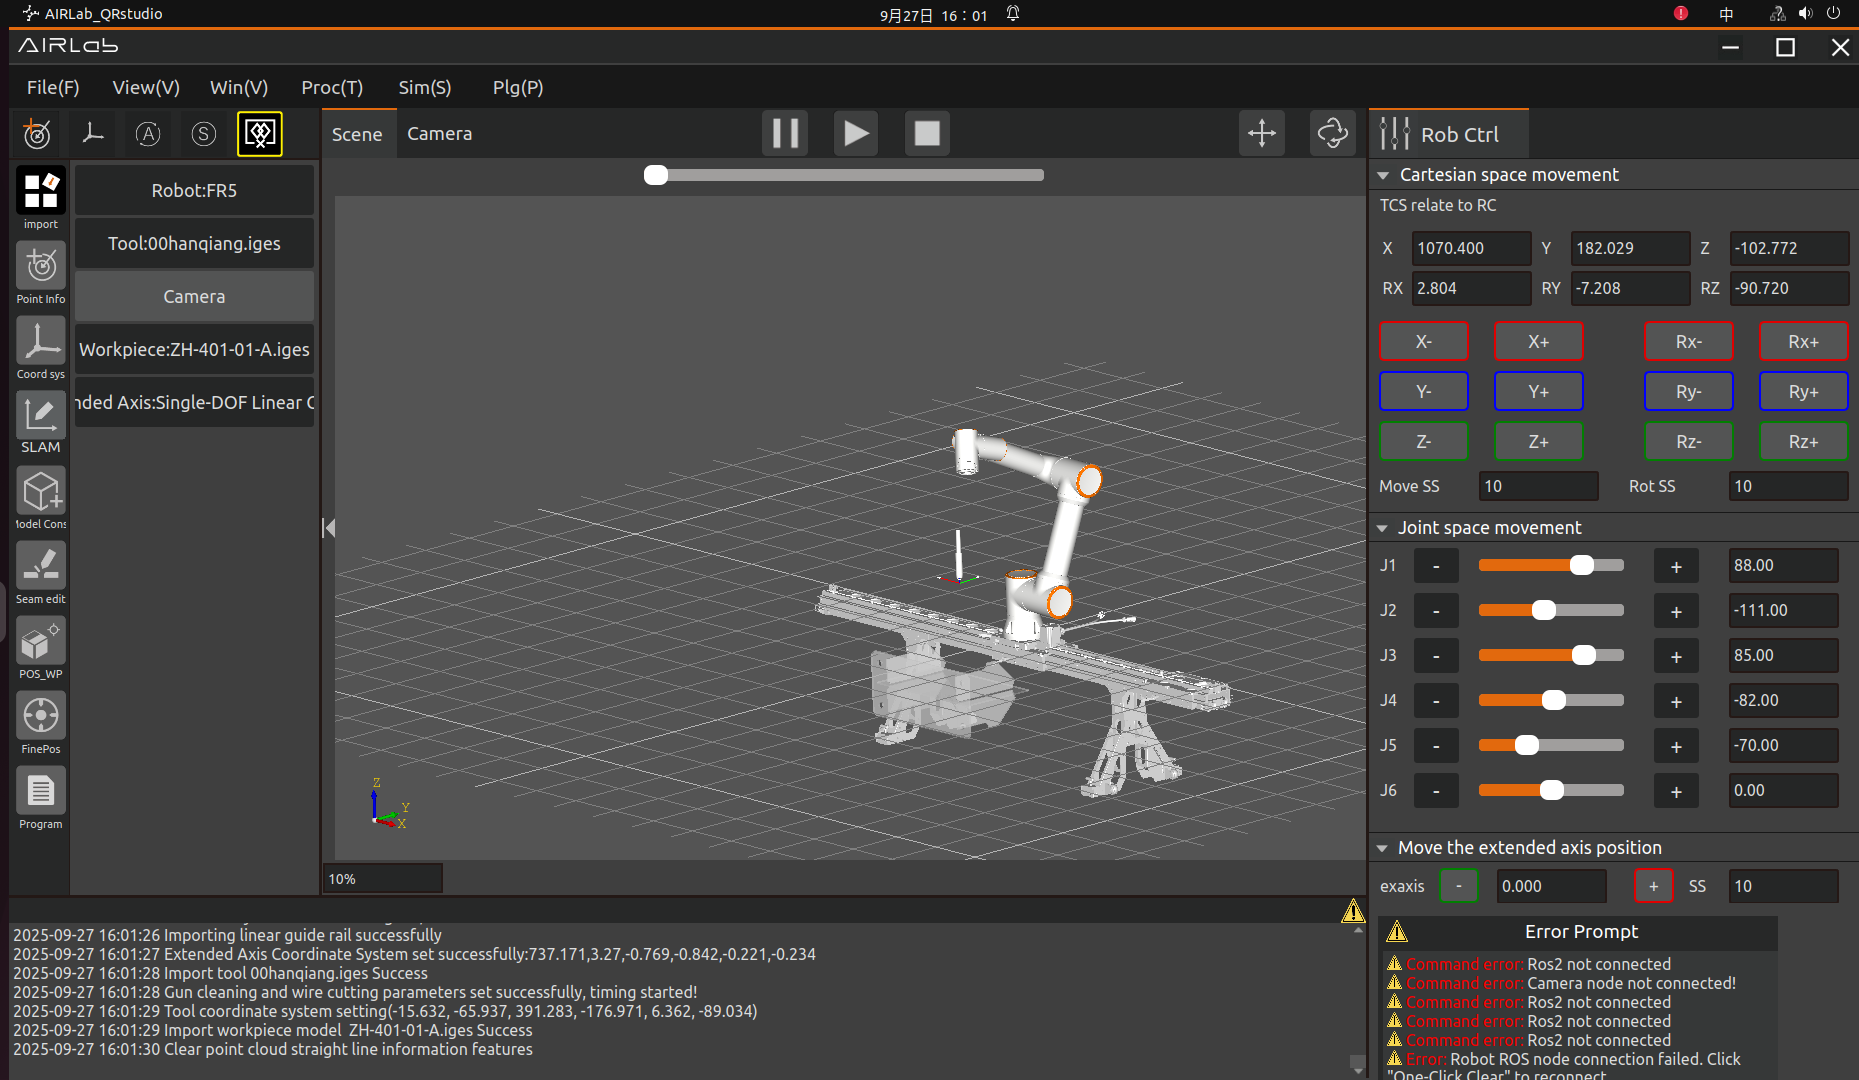 AIRLab_QRstudio
9月27日 16：01
中
AIRLab
File(F) View(V) Win(V) Proc(T) Sim(S) Plg(P)
A S
import
Point Info
Coord sys
SLAM
Model Cons
Seam edit
POS_WP
FinePos
Program
Robot:FR5
Tool:00hanqiang.iges
Camera
Workpiece:ZH-401-01-A.iges
nded Axis:Single-DOF Linear G
Scene Camera
Z
Y
X
10%
2025-09-27 16:01:26 Importing linear guide rail successfully
2025-09-27 16:01:27 Extended Axis Coordinate System set successfully:737.171,3.27,-0.769,-0.842,-0.221,-0.234
2025-09-27 16:01:28 Import tool 00hanqiang.iges Success
2025-09-27 16:01:28 Gun cleaning and wire cutting parameters set successfully, timing started!
2025-09-27 16:01:29 Tool coordinate system setting(-15.632, -65.937, 391.283, -176.971, 6.362, -89.034)
2025-09-27 16:01:29 Import workpiece model  ZH-401-01-A.iges Success
2025-09-27 16:01:30 Clear point cloud straight line information features
Rob Ctrl
Cartesian space movement
TCS relate to RC
X 1070.400 Y 182.029 Z -102.772
RX 2.804 RY -7.208 RZ -90.720
X- X+ Rx- Rx+
Y- Y+ Ry- Ry+
Z- Z+ Rz- Rz+
Move SS 10 Rot SS 10
Joint space movement
J1 - + 88.00
J2 - + -111.00
J3 - + 85.00
J4 - + -82.00
J5 - + -70.00
J6 - + 0.00
Move the extended axis position
exaxis - 0.000 + SS 10
Error Prompt
Command error: Ros2 not connected
Command error: Camera node not connected!
Command error: Ros2 not connected
Command error: Ros2 not connected
Command error: Ros2 not connected
Error: Robot ROS node connection failed. Click
"One-Click Clear" to reconnect